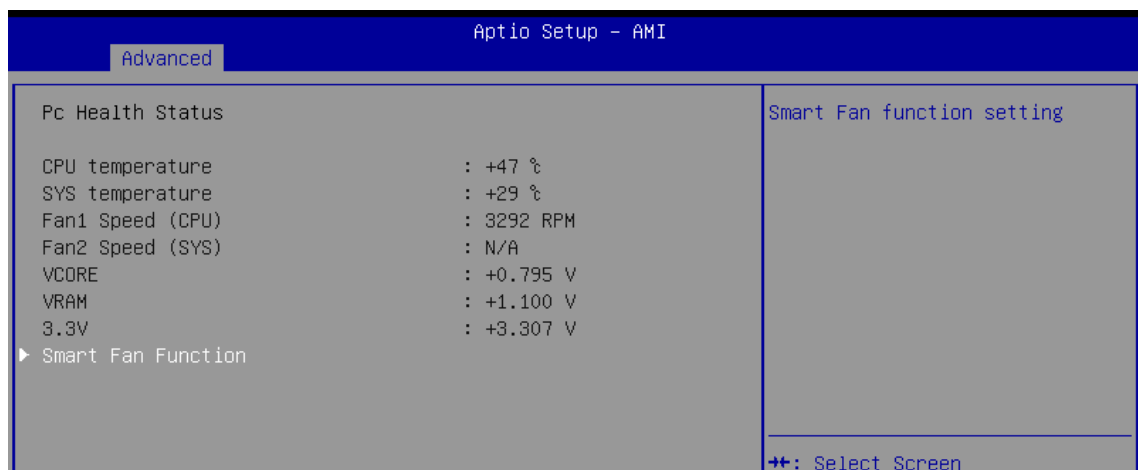 Aptio Setup – AMI
Advanced
Pc Health Status
Smart Fan function setting
CPU temperature : +47 ℃
SYS temperature : +29 ℃
Fan1 Speed (CPU) : 3292 RPM
Fan2 Speed (SYS) : N/A
VCORE : +0.795 V
VRAM : +1.100 V
3.3V : +3.307 V
► Smart Fan Function
→←: Select Screen